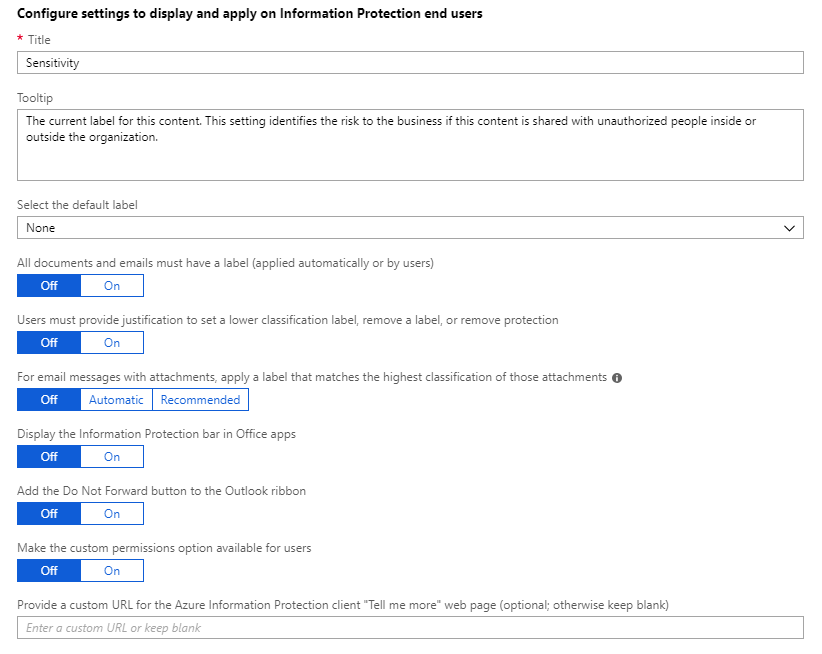 Configure settings to display and apply on Information Protection end users
* Title
Sensitivity
Tooltip
The current label for this content. This setting identifies the risk to the business if this content is shared with unauthorized people inside or
outside the organization.
Select the default label
None
All documents and emails must have a label (applied automatically or by users)
Off On
Users must provide justification to set a lower classification label, remove a label, or remove protection
Off On
For email messages with attachments, apply a label that matches the highest classification of those attachments
Off Automatic Recommended
Display the Information Protection bar in Office apps
Off On
Add the Do Not Forward button to the Outlook ribbon
Off On
Make the custom permissions option available for users
Off On
Provide a custom URL for the Azure Information Protection client "Tell me more" web page (optional; otherwise keep blank)
Enter a custom URL or keep blank